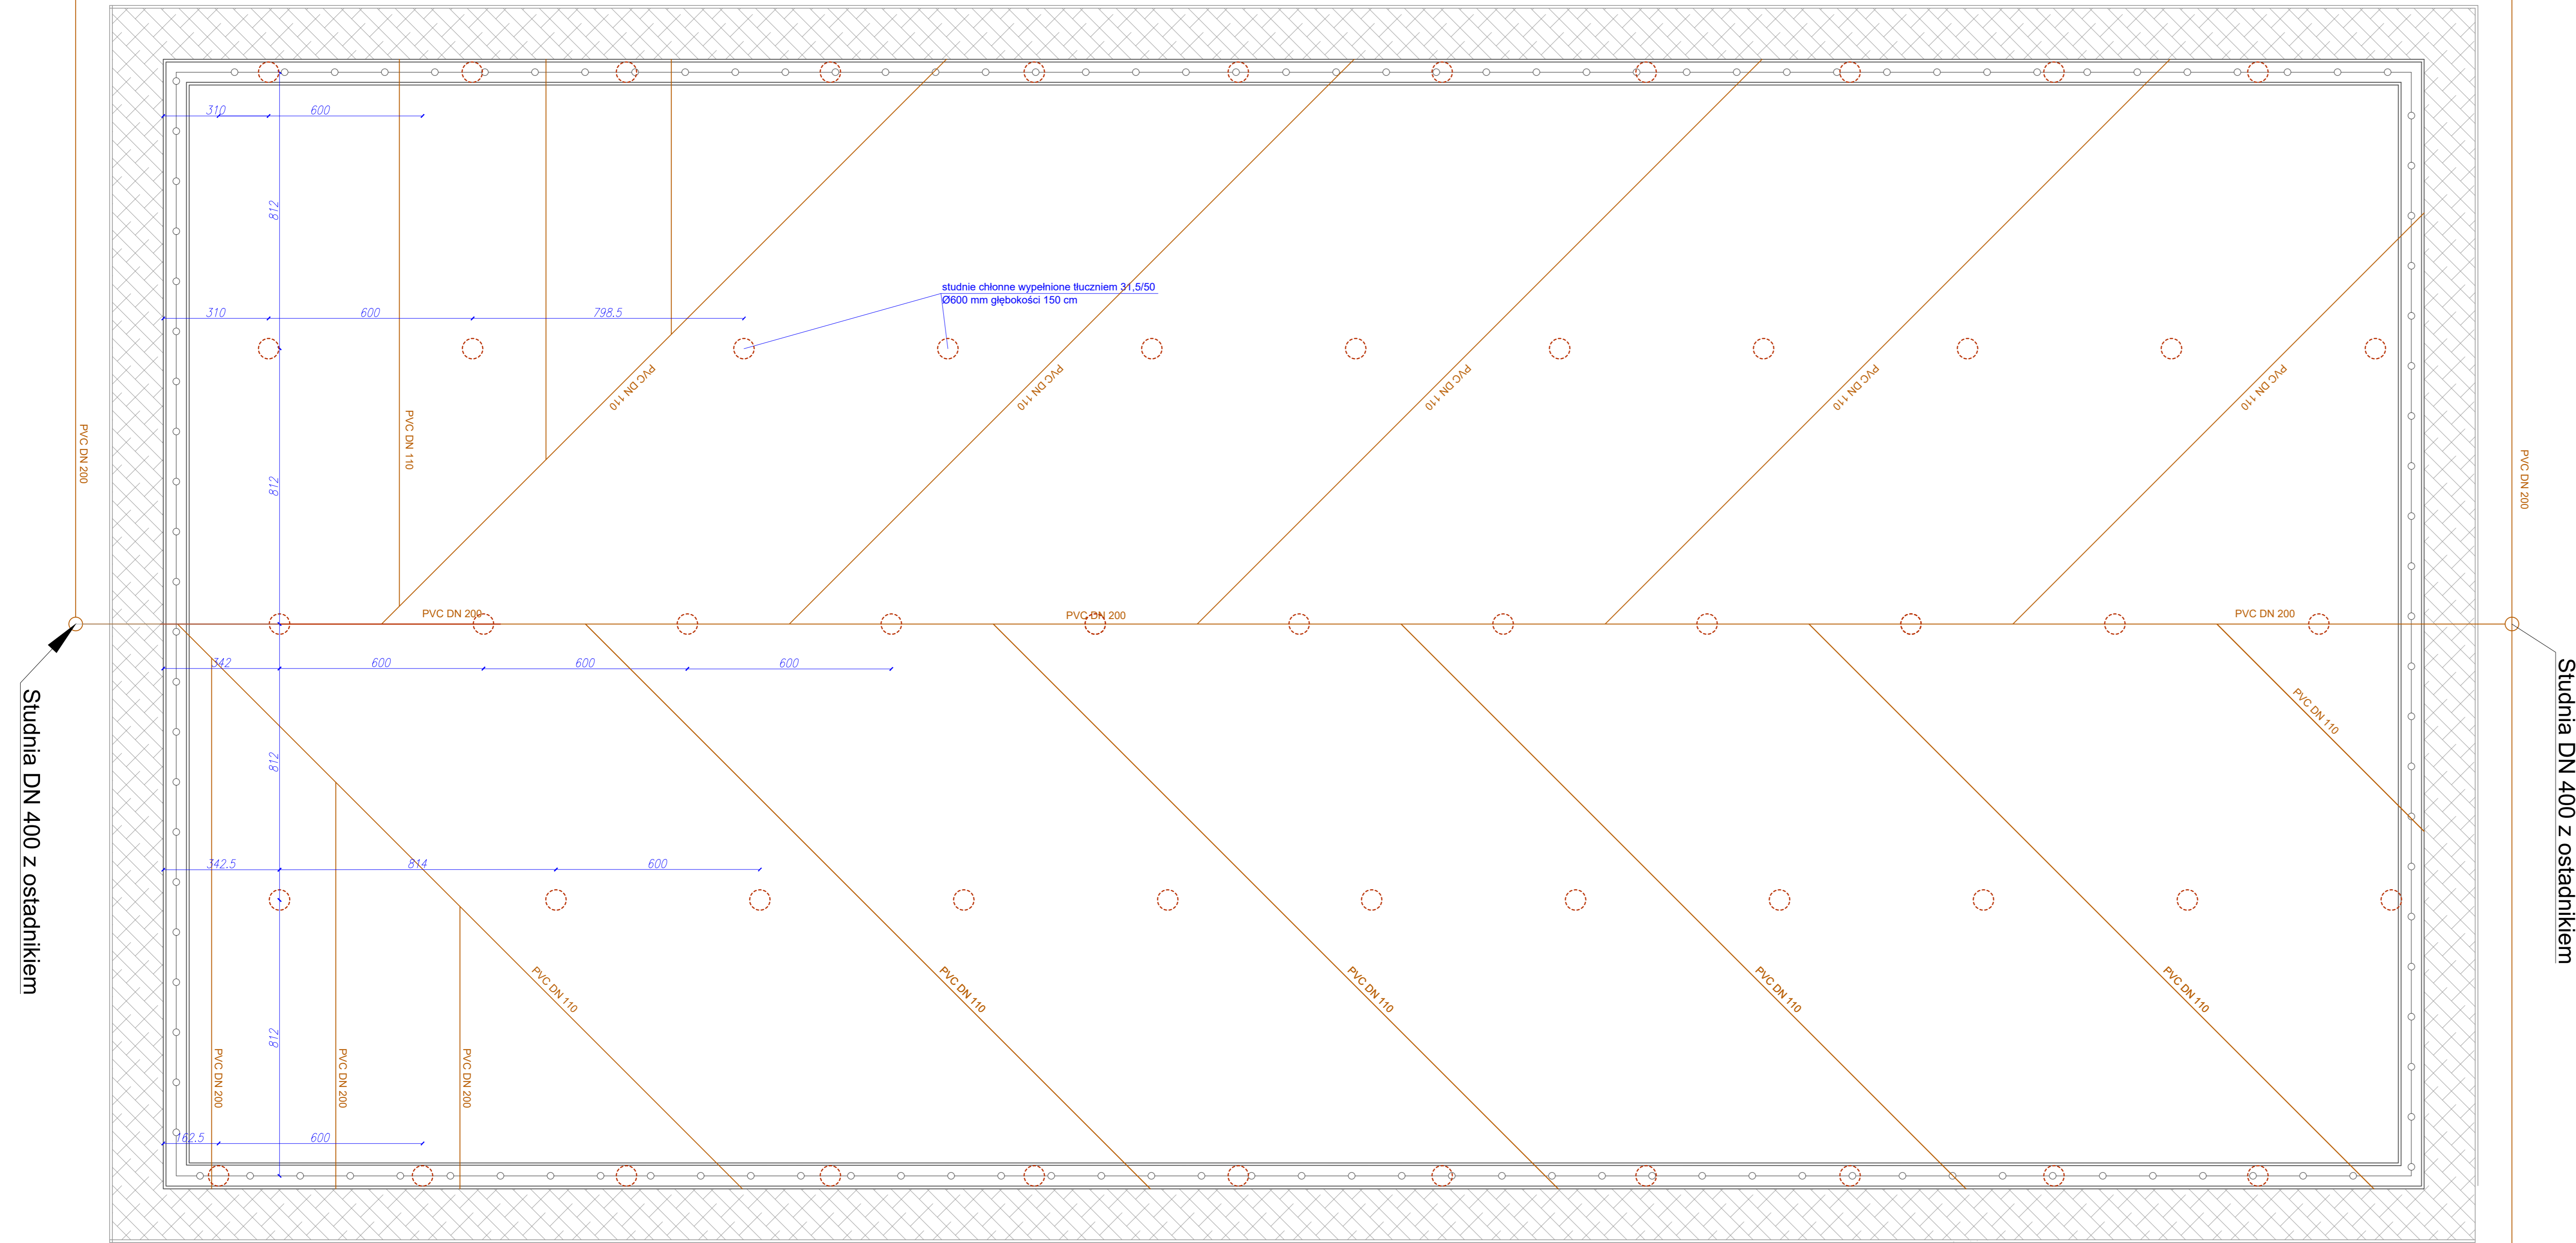 310
600
812
310
600
798.5
studnie chłonne wypełnione tłuczniem 31,5/50
Ø600 mm głębokości 150 cm
PVC DN 110
PVC DN 110
PVC DN 110
PVC DN 110
PVC DN 110
PVC DN 110
PVC DN 200
PVC DN 200
812
PVC DN 200
PVC DN 200
PVC DN 200
342
600
600
600
Studnia DN 400 z ostadnikiem
Studnia DN 400 z ostadnikiem
PVC DN 110
812
342.5
814
600
PVC DN 110
PVC DN 110
PVC DN 110
PVC DN 110
PVC DN 110
812
PVC DN 200
PVC DN 200
PVC DN 200
162.5
600